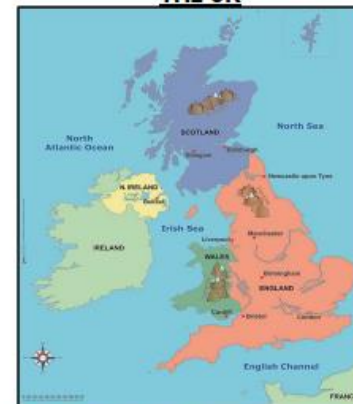 THE UK
SCOTLAND
North
Atlantic Ocean
North Sea
Glasgow
Edinburgh
Newcastle upon Tyne
N. IRELAND
Belfast
Irish Sea
IRELAND
Liverpool
Manchester
WALES
Birmingham
ENGLAND
Cardiff
Bristol
London
English Channel
FRANC